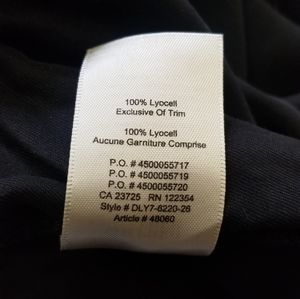 100% Lyocell
Exclusive Of Trim
100% Lyocell
Aucune Garniture Comprise
P.O. # 4500055717
P.O. # 4500055719
P.O. # 4500055720
CA 23725 RN 122354
Style # DLY7-6220-26
Article # 48060